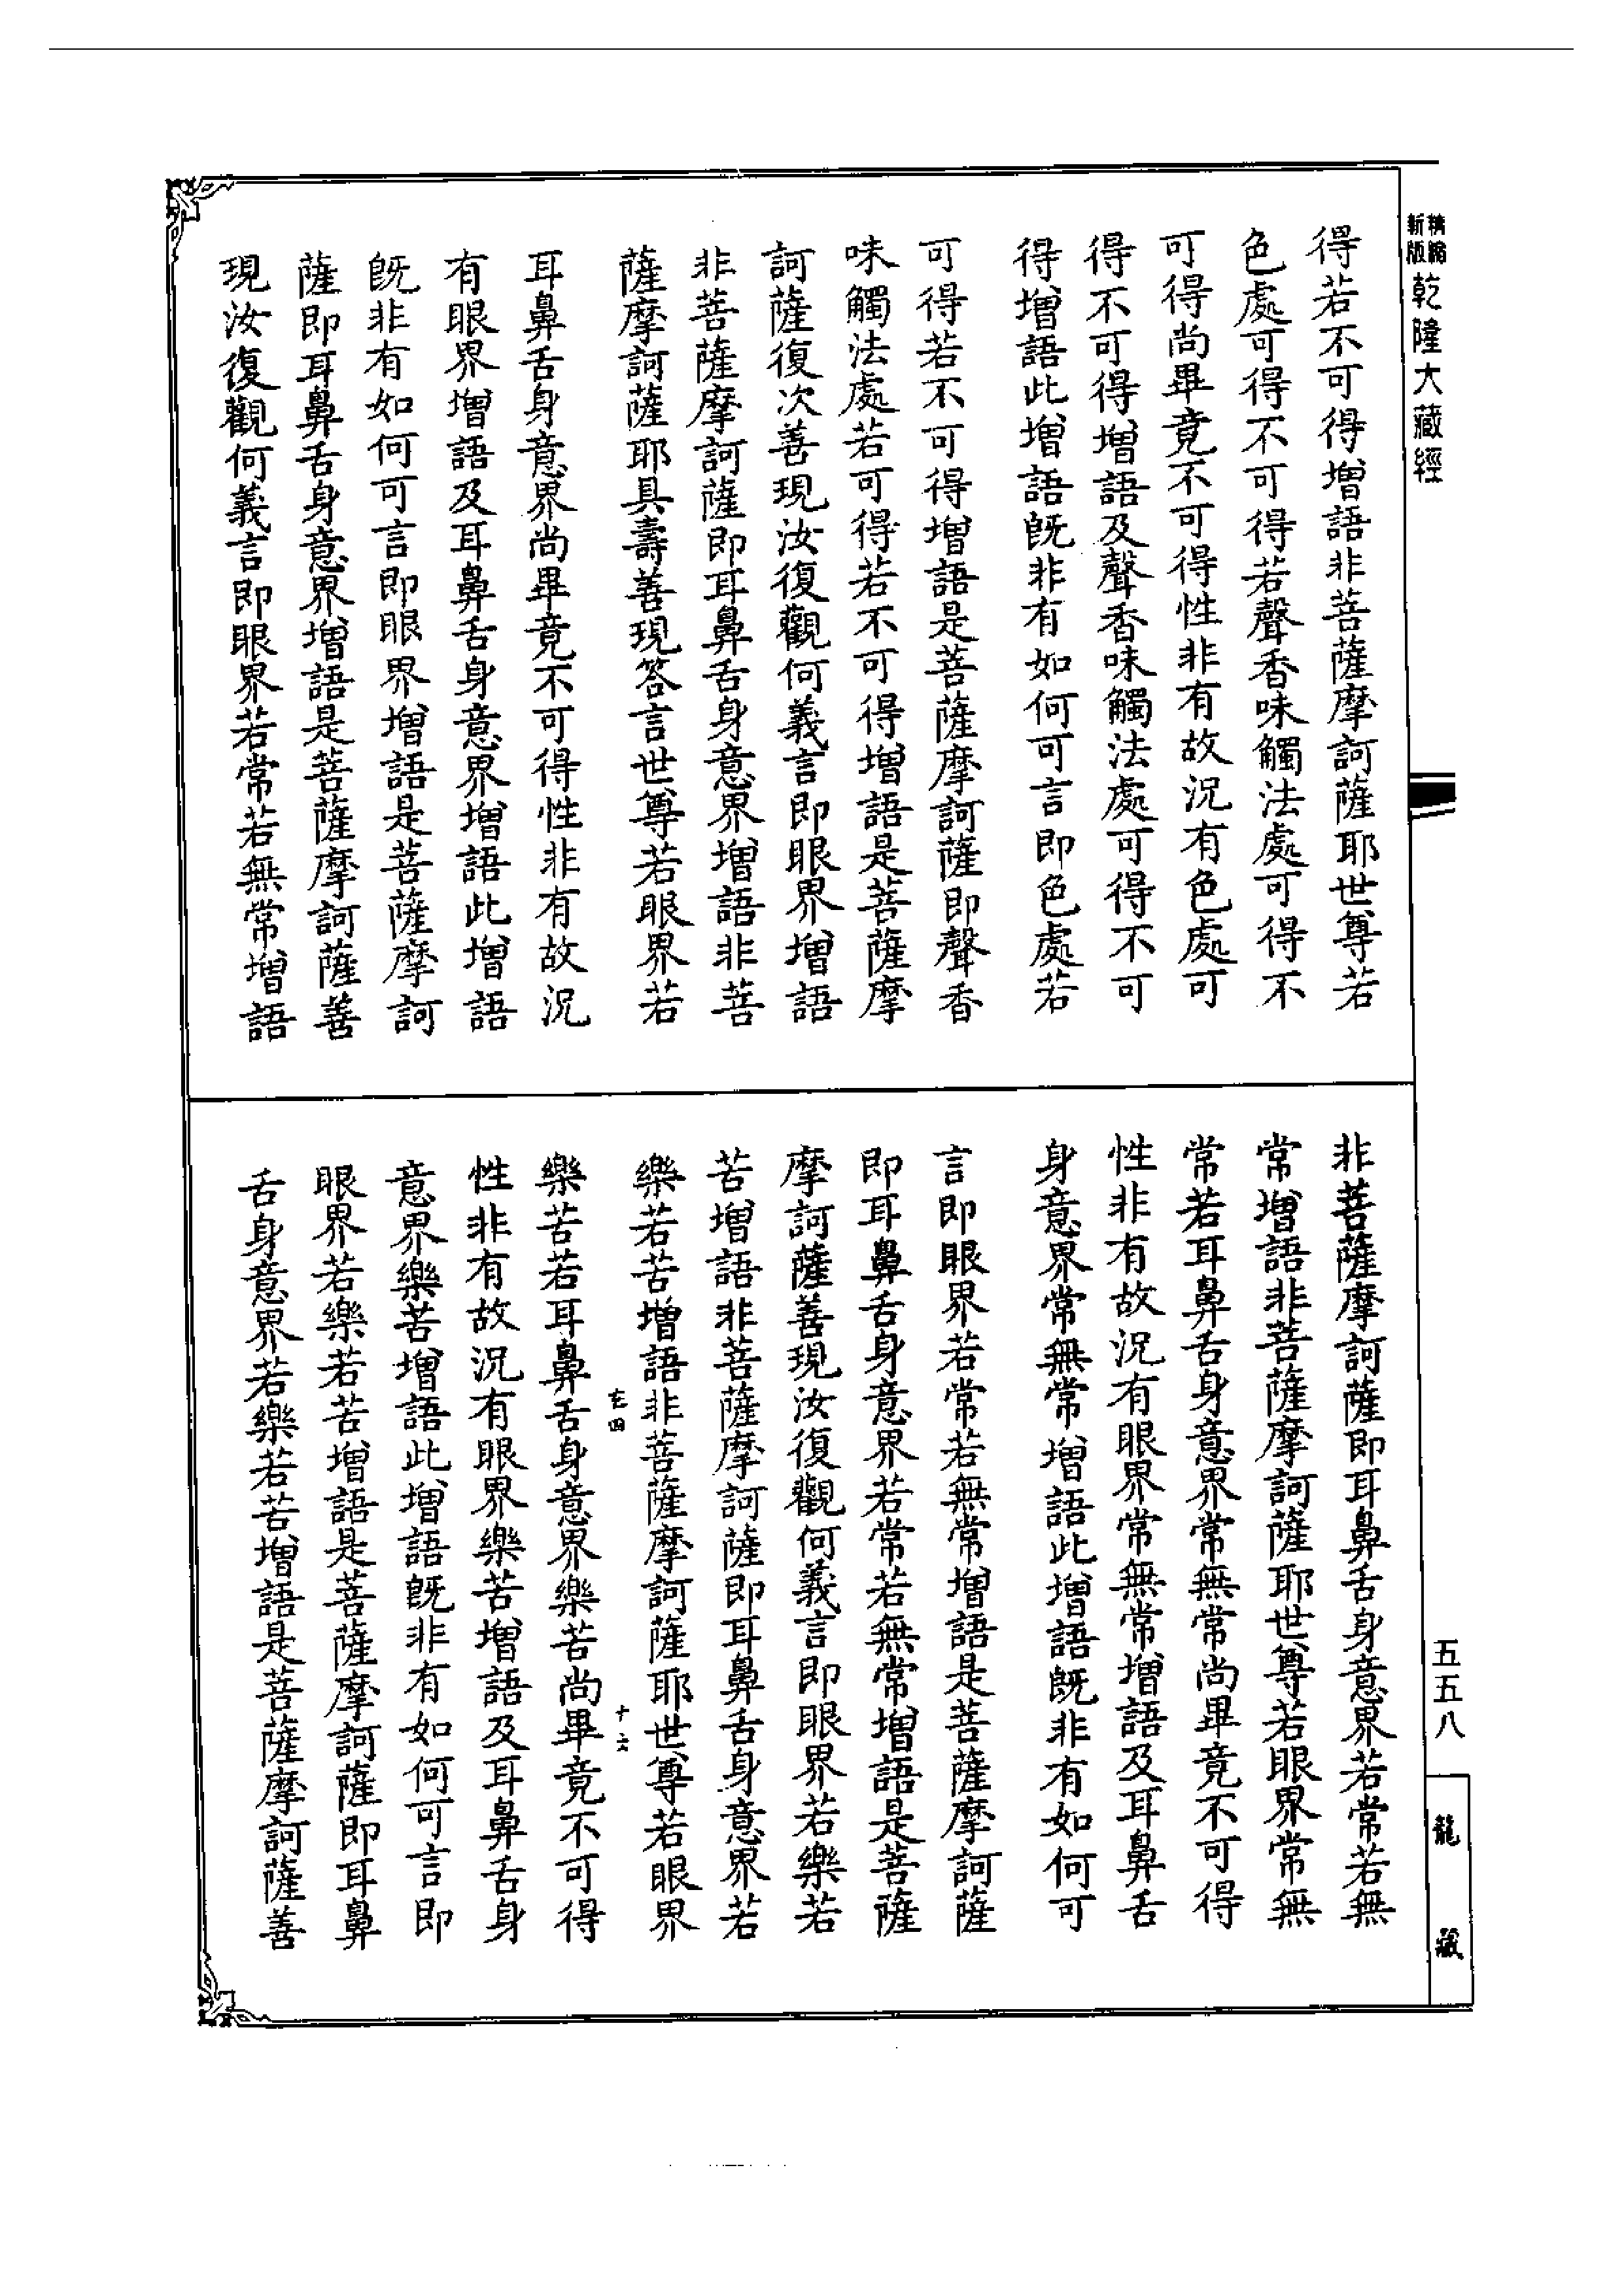 精縮新版乾隆大藏經
得若不可得增語非菩薩摩訶薩耶世尊若
色處可得不可得若聲香味觸法處可得不
可得尚畢竟不可得性非有故況有色處可
得不可得增語及聲香味觸法處可得不可
得增語此增語旣非有如何可言即色處若
可得若不可得增語是菩薩摩訶薩即聲香
味觸法處若可得若不可得增語是菩薩摩
訶薩復次善現汝復觀何義言即眼界增語
非菩薩摩訶薩即耳鼻舌身意界增語非菩
薩摩訶薩耶具壽善現答言世尊若眼界若
耳鼻舌身意界尚畢竟不可得性非有故況
有眼界增語及耳鼻舌身意界增語此增語
旣非有如何可言即眼界增語是菩薩摩訶
薩即耳鼻舌身意界增語是菩薩摩訶薩善
現汝復觀何義言即眼界若常若無常增語
非菩薩摩訶薩即耳鼻舌身意界若常若無
常增語非菩薩摩訶薩耶世尊若眼界常無
常若耳鼻舌身意界常無常尚畢竟不可得
性非有故況有眼界常無常增語及耳鼻舌
身意界常無常增語此增語旣非有如何可
言即眼界若常若無常增語是菩薩摩訶薩
即耳鼻舌身意界若常若無常增語是菩薩
摩訶薩善現汝復觀何義言即眼界若樂若
苦增語非菩薩摩訶薩即耳鼻舌身意界若
樂若苦增語非菩薩摩訶薩耶世尊若眼界
四 十六
樂苦若耳鼻舌身意界樂苦尚畢竟不可得
性非有故況有眼界樂苦增語及耳鼻舌身
意界樂苦增語此增語旣非有如何可言即
眼界若樂若苦增語是菩薩摩訶薩即耳鼻
舌身意界若樂若苦增語是菩薩摩訶薩善
五五八
龍藏